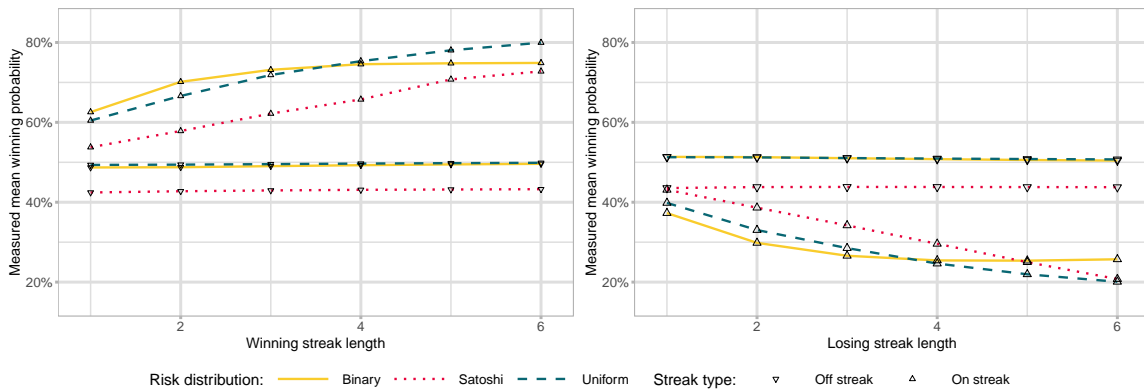 Measured mean winning probability
80%
60%
40%
20%
2
4
6
Winning streak length
Measured mean winning probability
80%
60%
40%
20%
2
4
6
Losing streak length
Risk distribution: Binary Satoshi Uniform Streak type: Off streak On streak